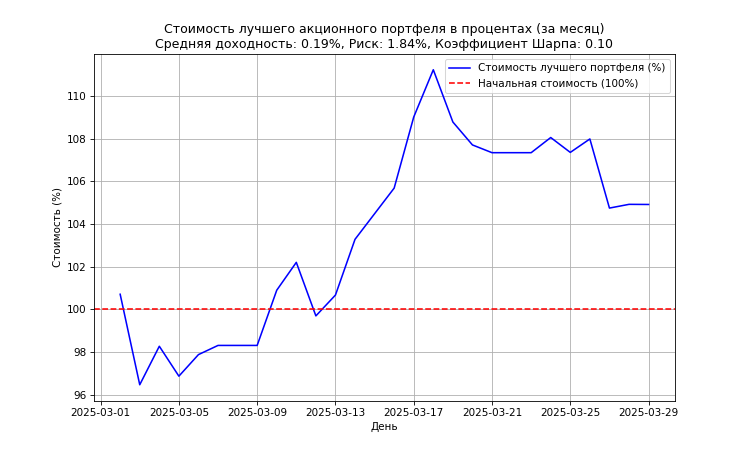 Стоимость лучшего акционного портфеля в процентах (за месяц)
Средняя доходность: 0.19%, Риск: 1.84%, Коэффициент Шарпа: 0.10
Стоимость лучшего портфеля (%)
Начальная стоимость (100%)
Стоимость (%)
110
108
106
104
102
100
98
96
2025-03-01 2025-03-05 2025-03-09 2025-03-13 2025-03-17 2025-03-21 2025-03-25 2025-03-29
День